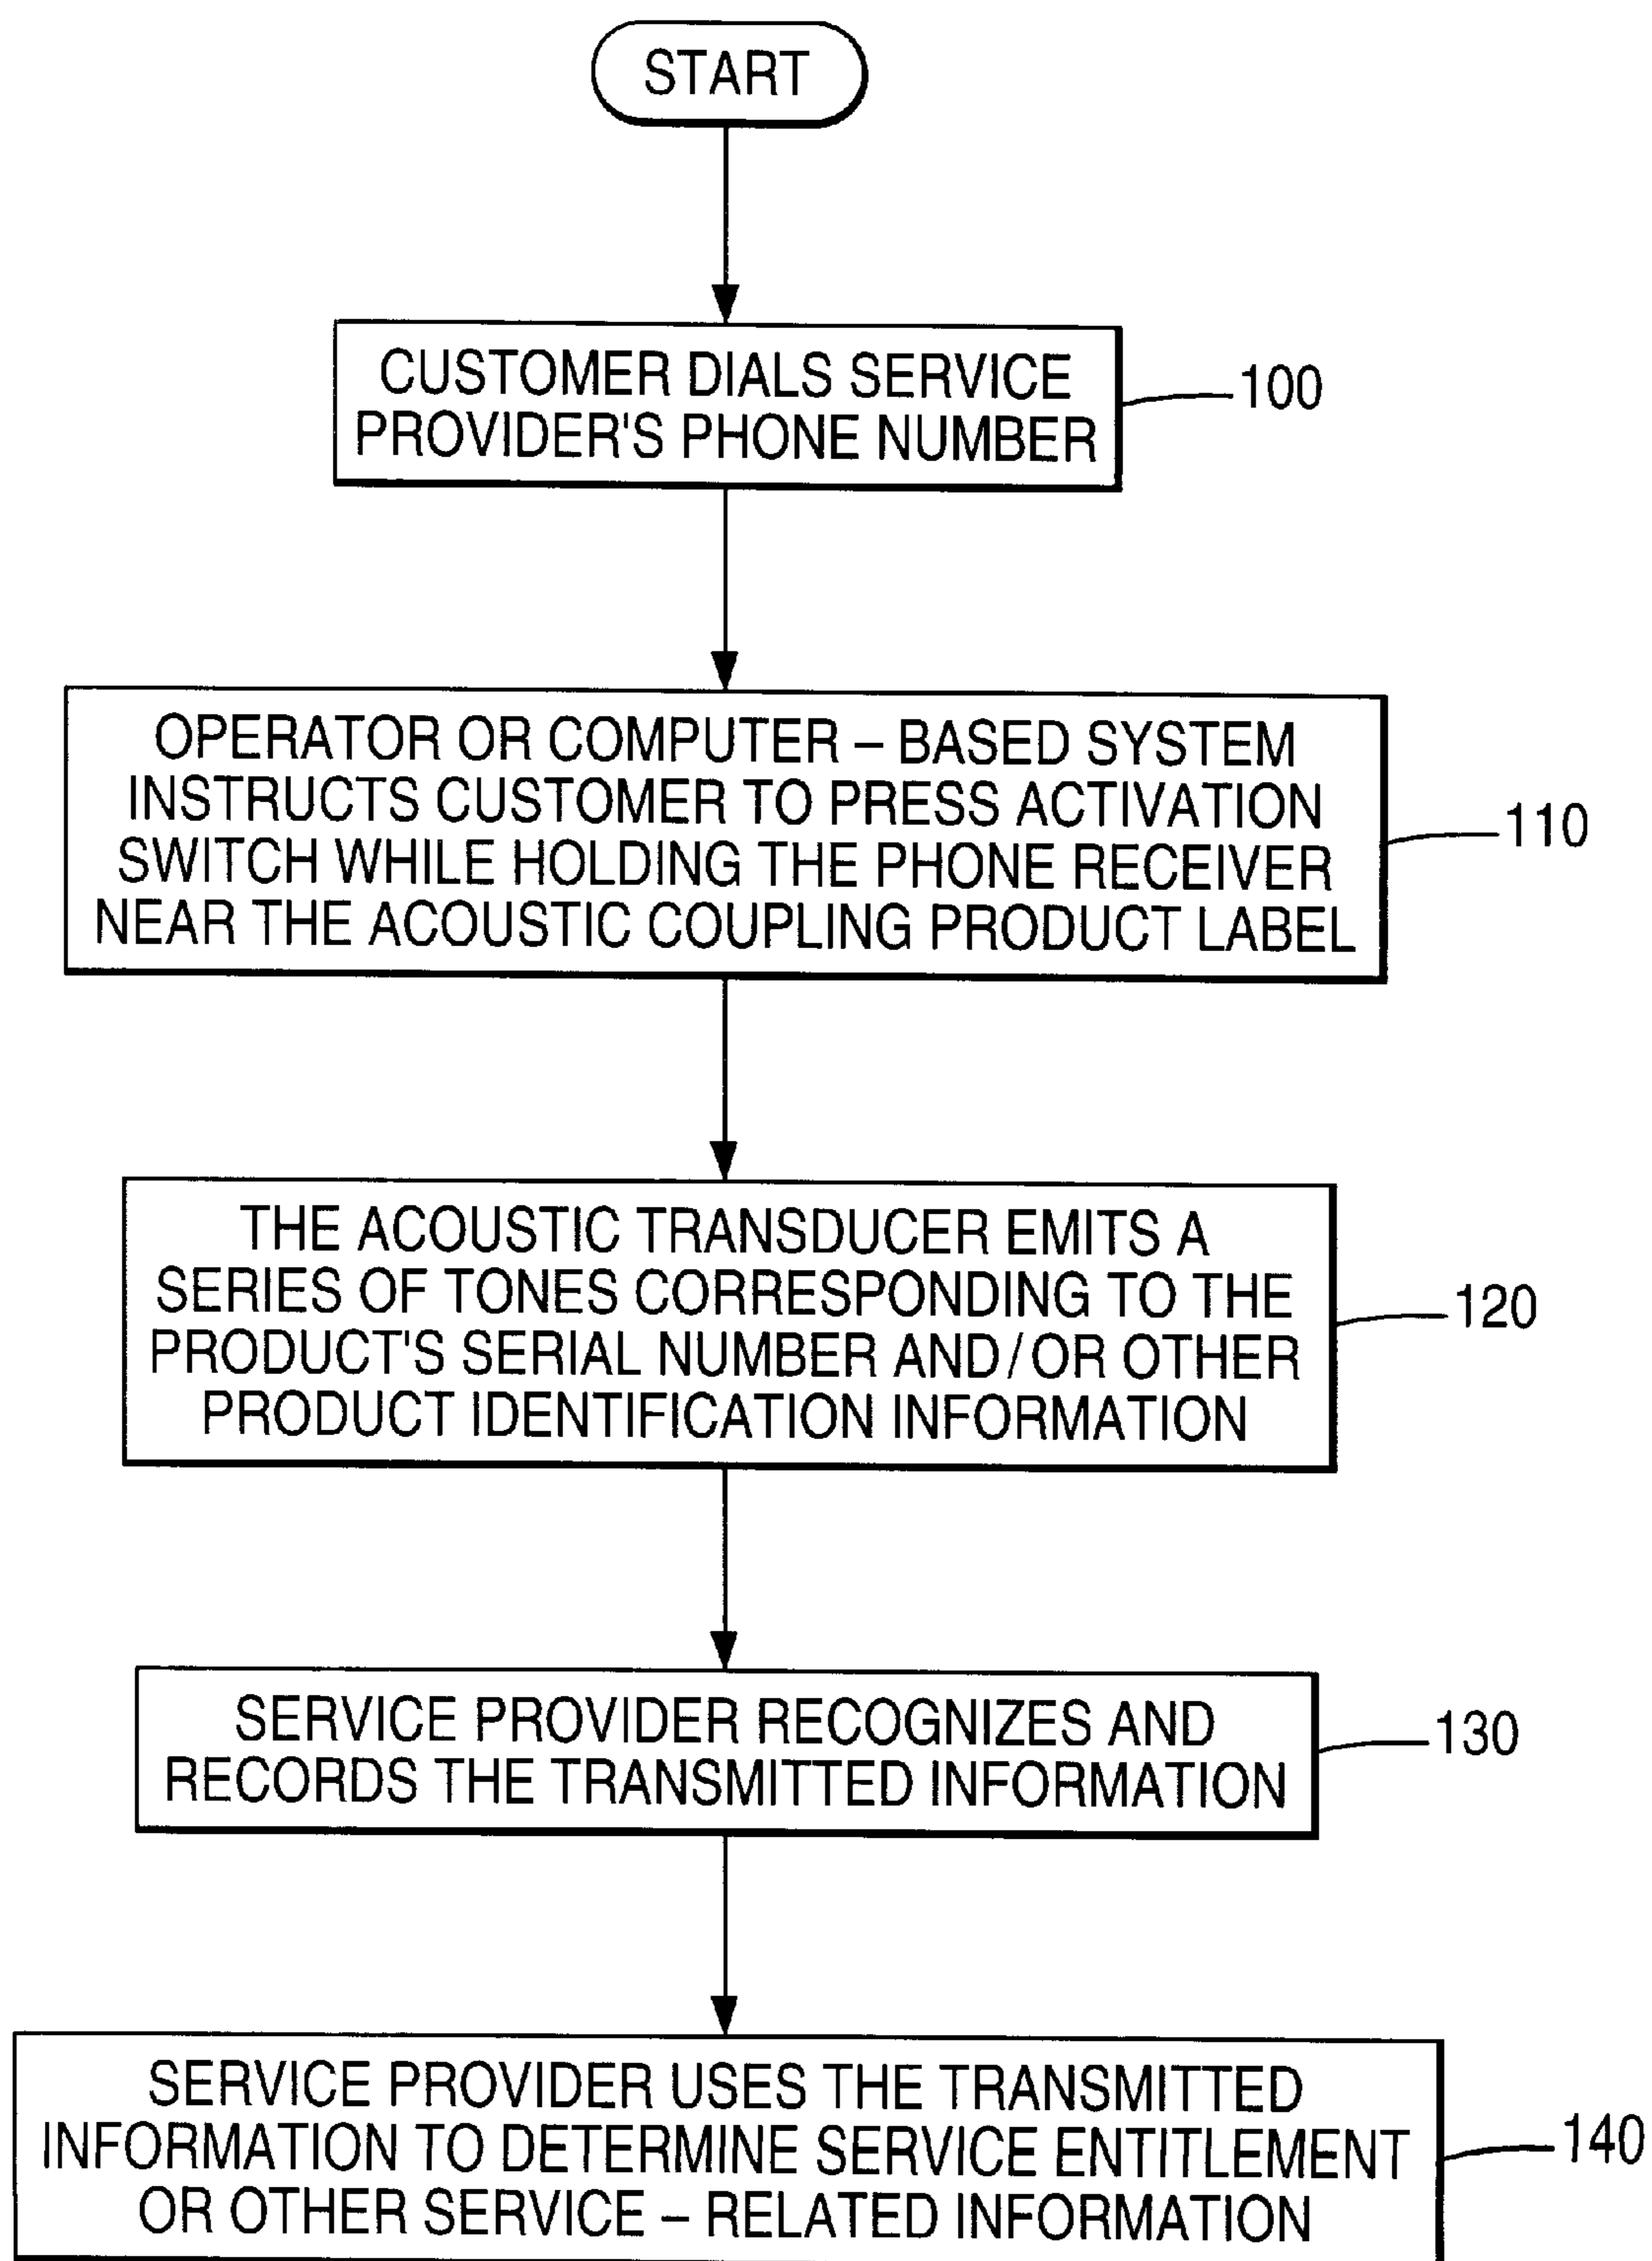 START
CUSTOMER DIALS SERVICE
PROVIDER'S PHONE NUMBER
100
OPERATOR OR COMPUTER – BASED SYSTEM
INSTRUCTS CUSTOMER TO PRESS ACTIVATION
SWITCH WHILE HOLDING THE PHONE RECEIVER
NEAR THE ACOUSTIC COUPLING PRODUCT LABEL
110
THE ACOUSTIC TRANSDUCER EMITS A
SERIES OF TONES CORRESPONDING TO THE
PRODUCT'S SERIAL NUMBER AND/OR OTHER
PRODUCT IDENTIFICATION INFORMATION
120
SERVICE PROVIDER RECOGNIZES AND
RECORDS THE TRANSMITTED INFORMATION
130
SERVICE PROVIDER USES THE TRANSMITTED
INFORMATION TO DETERMINE SERVICE ENTITLEMENT
OR OTHER SERVICE – RELATED INFORMATION
140